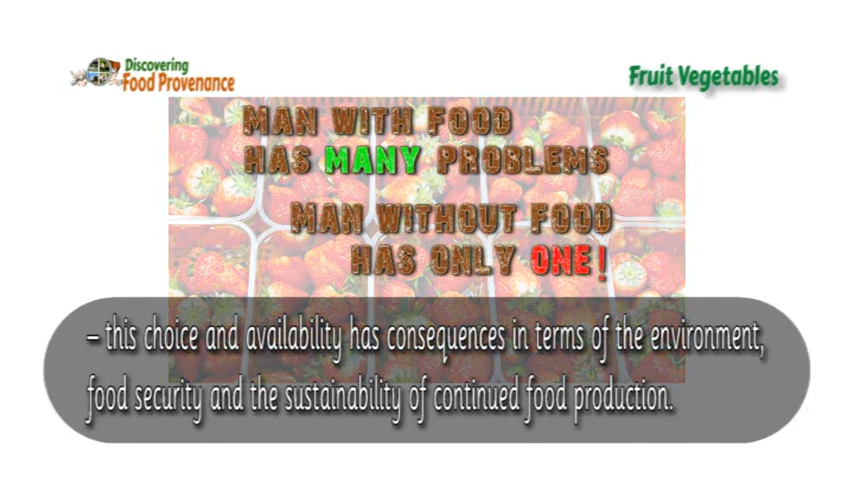 Discovering
Food Provenance
Fruit Vegetables
MAN WITH FOOD
HAS MANY PROBLEMS
MAN WITHOUT FOOD
HAS ONLY ONE!
– this choice and availability has consequences in terms of the environment,
food security and the sustainability of continued food production.